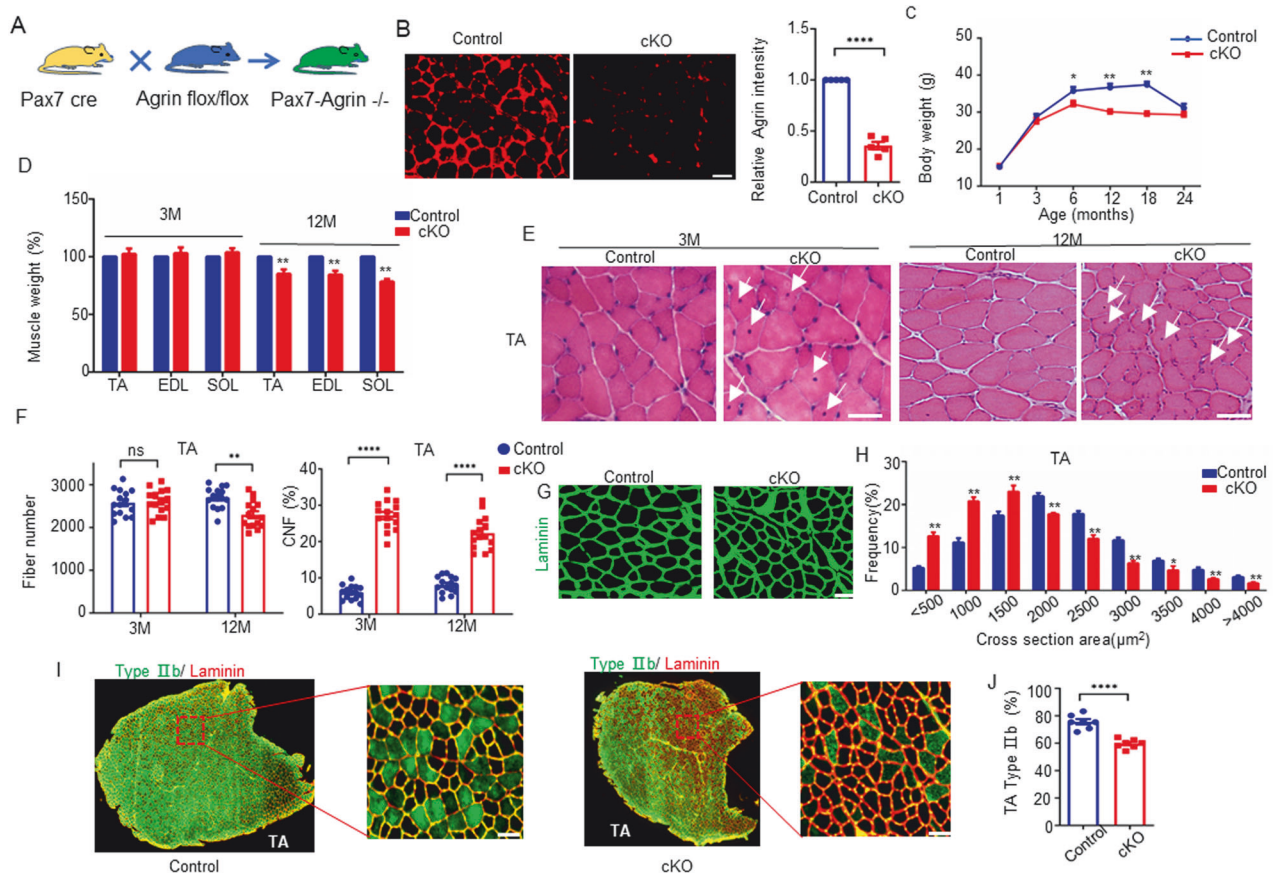 A
Pax7 cre
Agrin flox/flox
Pax7-Agrin -/-
B
Control
cKO
Relative Agrin intensity
1.5
1.0
0.5
0
****
Control
cKO
C
Body weight (g)
50
40
30
20
10
Control
cKO
*
**
**
1
3
6
12
18
24
Age (months)
D
Muscle weight (%)
150
100
50
0
3M
12M
Control
cKO
**
**
**
TA
EDL
SOL
TA
EDL
SOL
E
3M
12M
Control
cKO
Control
cKO
TA
F
TA
Fiber number
3000
2000
1000
0
ns
**
3M
12M
TA
CNF (%)
40
30
20
10
0
****
****
3M
12M
Control
cKO
G
Control
cKO
Laminin
H
TA
Frequency(%)
30
20
10
0
Control
cKO
**
**
**
**
**
**
*
**
**
<500
1000
1500
2000
2500
3000
3500
4000
>4000
Cross section area(μm²)
I
Type IIb/ Laminin
TA
Control
Type IIb/ Laminin
TA
cKO
J
TA Type IIb (%)
100
80
60
40
20
0
****
Control
cKO